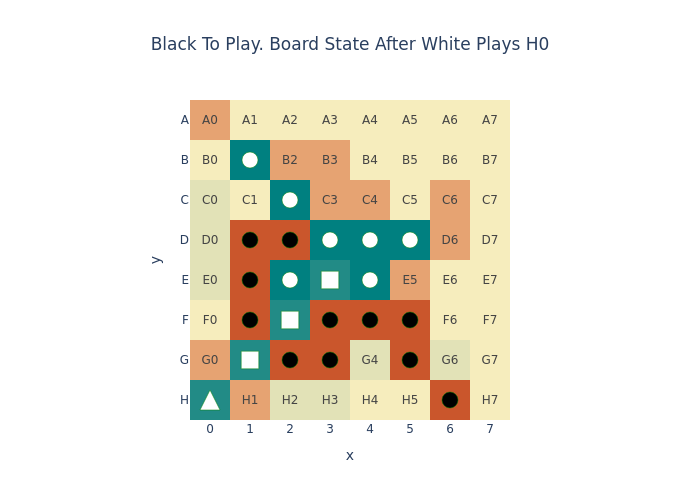 Black To Play. Board State After White Plays H0
A A0 A1 A2 A3 A4 A5 A6 A7
B B0 B2 B3 B4 B5 B6 B7
C C0 C1 C3 C4 C5 C6 C7
D D0 D6 D7
y
E E0 E5 E6 E7
F F0 F6 F7
G G0 G4 G6 G7
H H1 H2 H3 H4 H5 H7
0 1 2 3 4 5 6 7
x